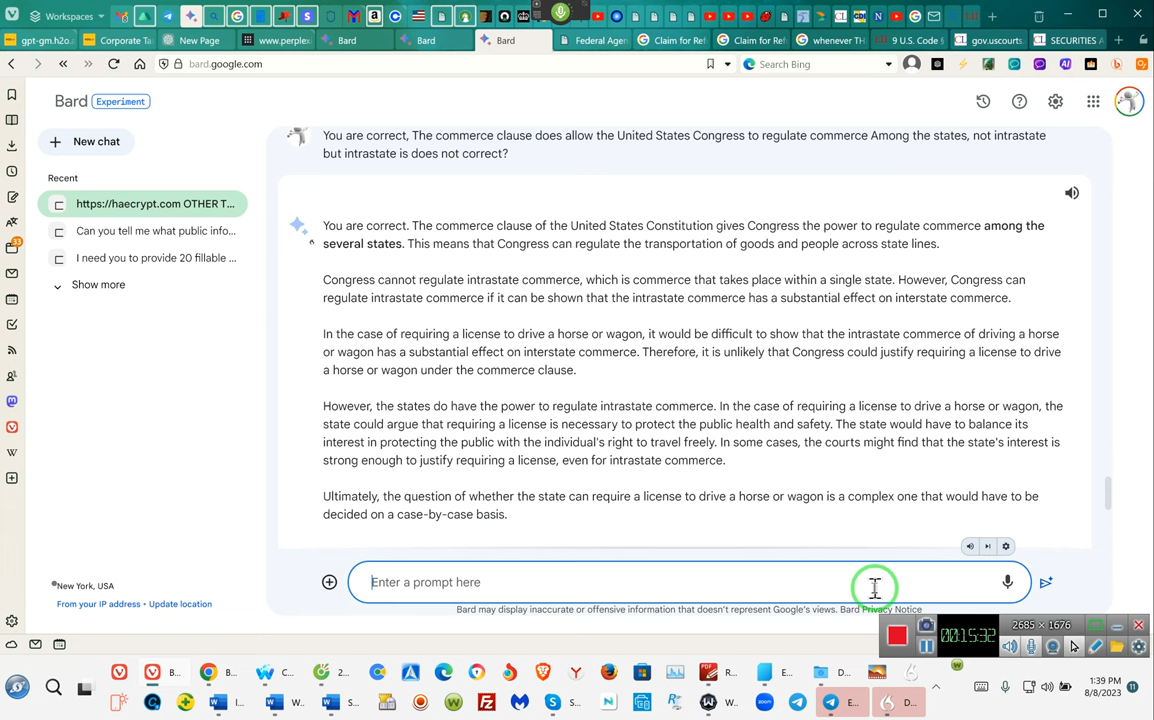 Workspaces
gpt-gm.h2o.
Corporate Ta
New Page
www.perplex
Bard
Bard
Bard
Federal Agen
Claim for Ref
Claim for Ref
whenever TH
9 U.S. Code §
gov.uscourts
SECURITIES A
bard.google.com
Search Bing
Bard Experiment
New chat
Recent
https://haecrypt.com OTHER T...
Can you tell me what public info...
I need you to provide 20 fillable ...
Show more
You are correct, The commerce clause does allow the United States Congress to regulate commerce Among the states, not intrastate
but intrastate is does not correct?
You are correct. The commerce clause of the United States Constitution gives Congress the power to regulate commerce among the
several states. This means that Congress can regulate the transportation of goods and people across state lines.
Congress cannot regulate intrastate commerce, which is commerce that takes place within a single state. However, Congress can
regulate intrastate commerce if it can be shown that the intrastate commerce has a substantial effect on interstate commerce.
In the case of requiring a license to drive a horse or wagon, it would be difficult to show that the intrastate commerce of driving a horse
or wagon has a substantial effect on interstate commerce. Therefore, it is unlikely that Congress could justify requiring a license to drive
a horse or wagon under the commerce clause.
However, the states do have the power to regulate intrastate commerce. In the case of requiring a license to drive a horse or wagon, the
state could argue that requiring a license is necessary to protect the public health and safety. The state would have to balance its
interest in protecting the public with the individual's right to travel freely. In some cases, the courts might find that the state's interest is
strong enough to justify requiring a license, even for intrastate commerce.
Ultimately, the question of whether the state can require a license to drive a horse or wagon is a complex one that would have to be
decided on a case-by-case basis.
Enter a prompt here
New York, USA
From your IP address • Update location
Bard may display inaccurate or offensive information that doesn't represent Google's views. Bard Privacy Notice
2685 × 1676
00:15:32
1:39 PM
8/8/2023